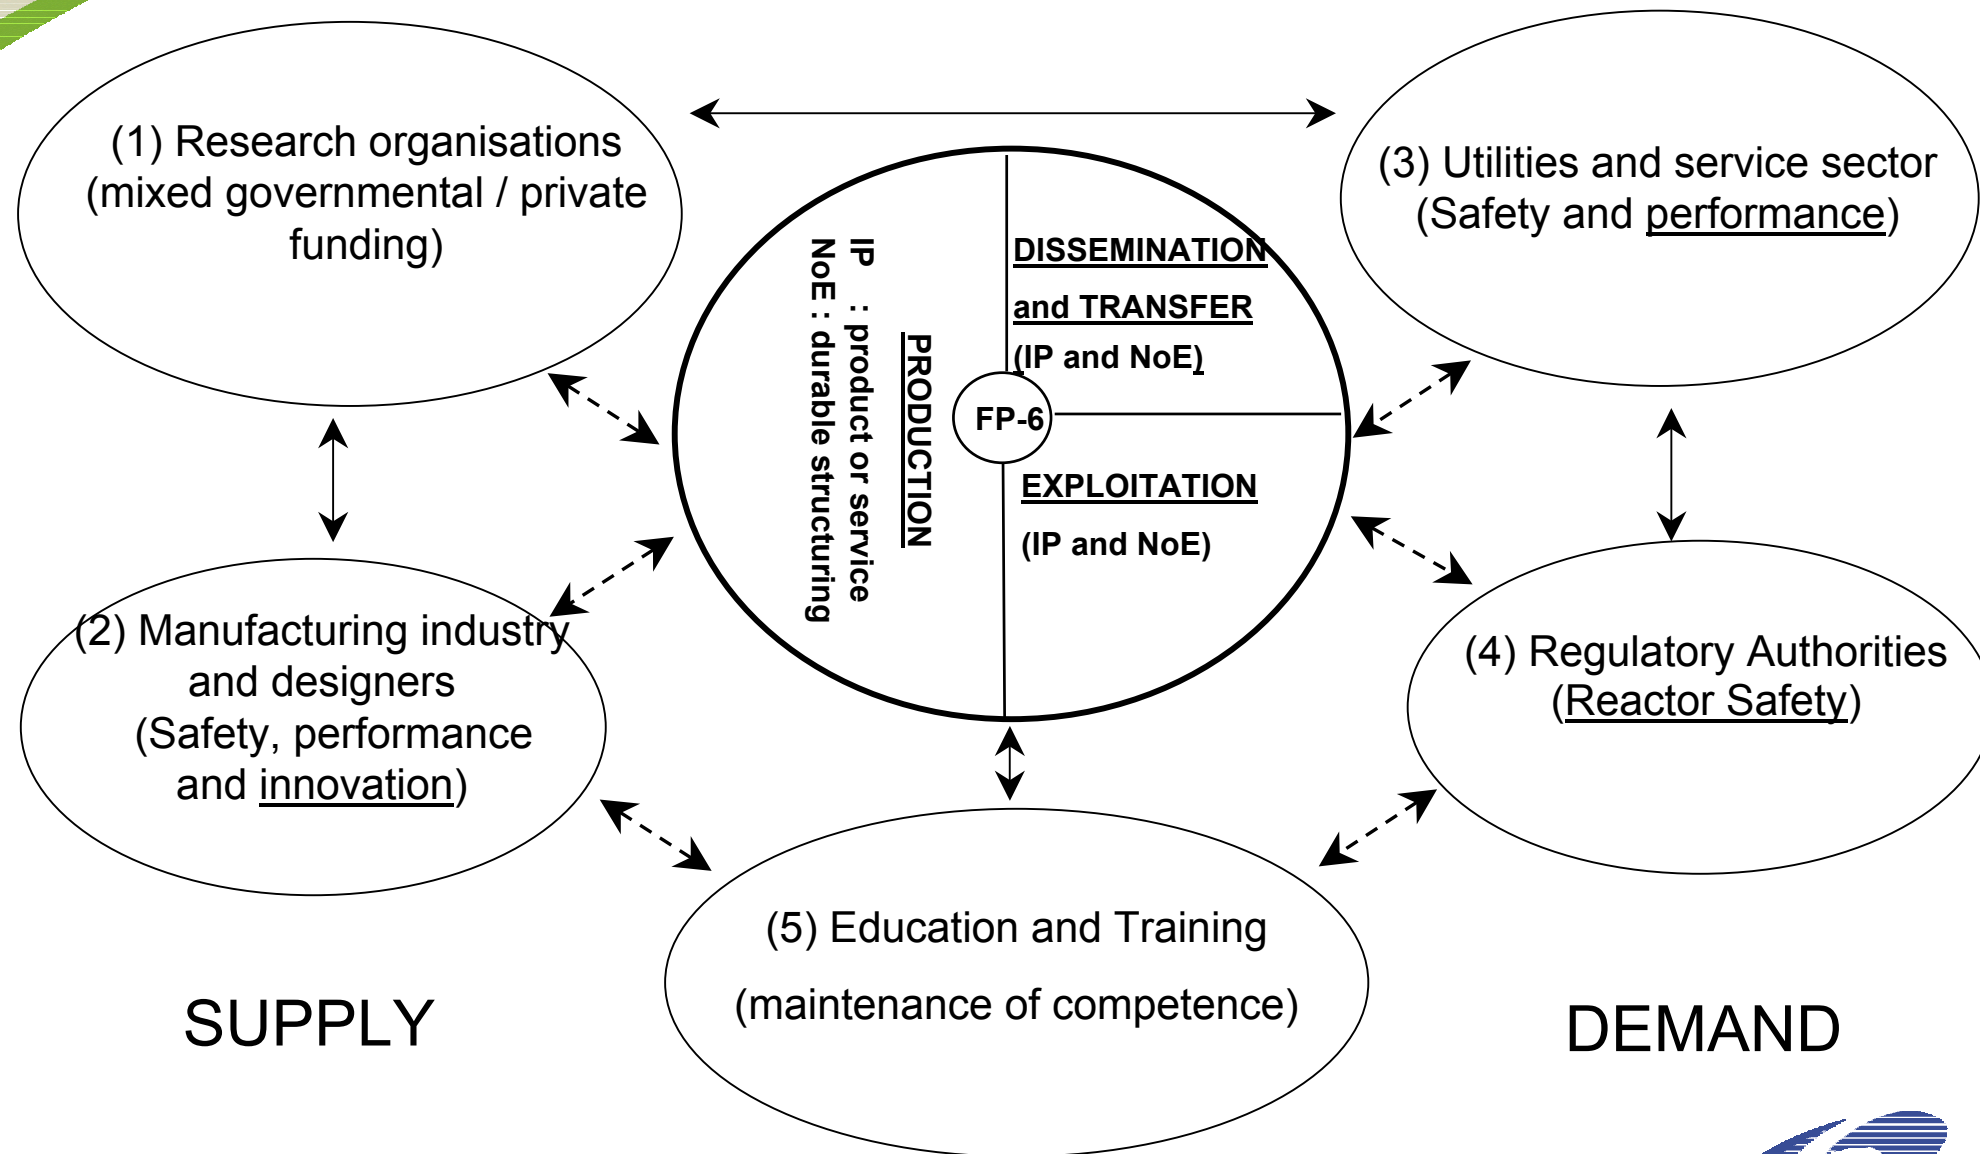 (1) Research organisations
(mixed governmental / private
funding)
(3) Utilities and service sector
(Safety and performance)
IP : product or service
NoE : durable structuring
PRODUCTION
DISSEMINATION
and TRANSFER
(IP and NoE)
FP-6
EXPLOITATION
(IP and NoE)
(2) Manufacturing industry
and designers
(Safety, performance
and innovation)
(4) Regulatory Authorities
(Reactor Safety)
(5) Education and Training
(maintenance of competence)
SUPPLY
DEMAND